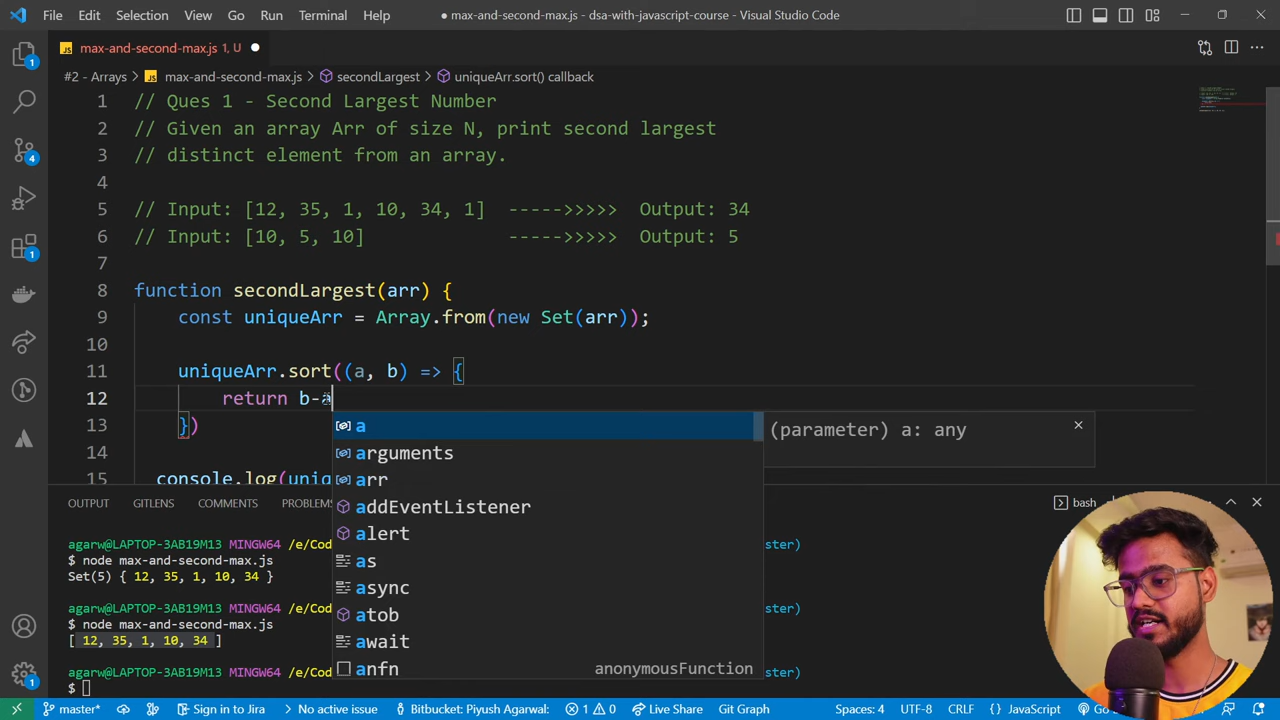 File Edit Selection View Go Run Terminal Help ● max-and-second-max.js - dsa-with-javascript-course - Visual Studio Code
JS max-and-second-max.js 1, U ●
#2 - Arrays > JS max-and-second-max.js > secondLargest > uniqueArr.sort() callback
1 // Ques 1 - Second Largest Number
2 // Given an array Arr of size N, print second largest
3 // distinct element from an array.
4
5 // Input: [12, 35, 1, 10, 34, 1] ----->>>>> Output: 34
6 // Input: [10, 5, 10] ----->>>>> Output: 5
7
8 function secondLargest(arr) {
9 const uniqueArr = Array.from(new Set(arr));
10
11 uniqueArr.sort((a, b) => {
12 return b-a
13 })
14
15 console.log(uniq
a
(parameter) a: any
arguments
arr
addEventListener
alert
as
async
atob
await
anfn anonymousFunction
OUTPUT GITLENS COMMENTS PROBLEMS
bash
agarw@LAPTOP-3AB19M13 MINGW64 /e/Cod ster)
$ node max-and-second-max.js
Set(5) { 12, 35, 1, 10, 34 }
agarw@LAPTOP-3AB19M13 MINGW64 /e/Cod ster)
$ node max-and-second-max.js
[ 12, 35, 1, 10, 34 ]
agarw@LAPTOP-3AB19M13 MINGW64 /e/Cod ster)
$
master* Sign in to Jira No active issue Bitbucket: Piyush Agarwal: 1 0 Live Share Git Graph Spaces: 4 UTF-8 CRLF {} JavaScript Go